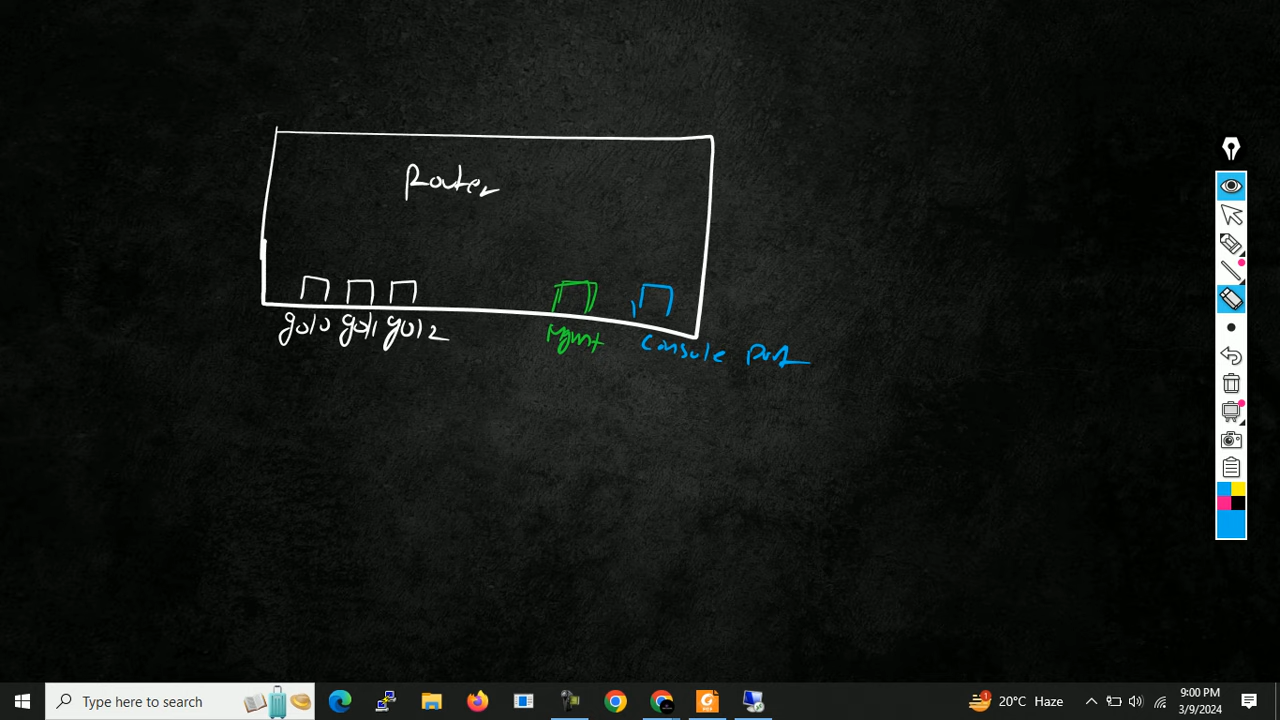 Router
g0/0 g0/1 g0/2
Mgmt
Console Port
Type here to search
1
20°C Haze
9:00 PM
3/9/2024